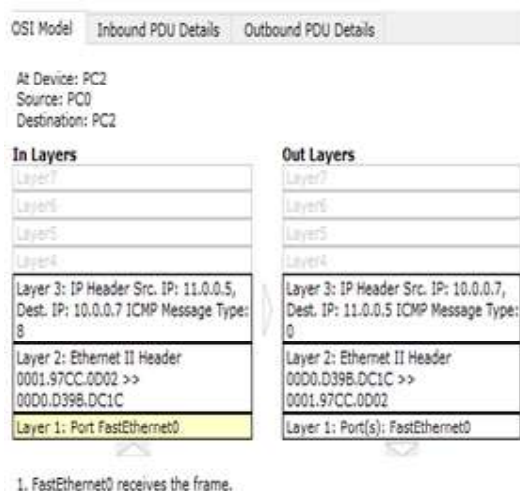 OSI Model Inbound PDU Details Outbound PDU Details
At Device: PC2
Source: PC0
Destination: PC2
In Layers
Layer7
Layer6
Layer5
Layer4
Layer 3: IP Header Src. IP: 11.0.0.5,
Dest. IP: 10.0.0.7 ICMP Message Type:
8
Layer 2: Ethernet II Header
0001.97CC.0D02 >>
00D0.D39B.DC1C
Layer 1: Port FastEthernet0
Out Layers
Layer7
Layer6
Layer5
Layer4
Layer 3: IP Header Src. IP: 10.0.0.7,
Dest. IP: 11.0.0.5 ICMP Message Type:
0
Layer 2: Ethernet II Header
00D0.D39B.DC1C >>
0001.97CC.0D02
Layer 1: Port(s): FastEthernet0
1. FastEthernet0 receives the frame.